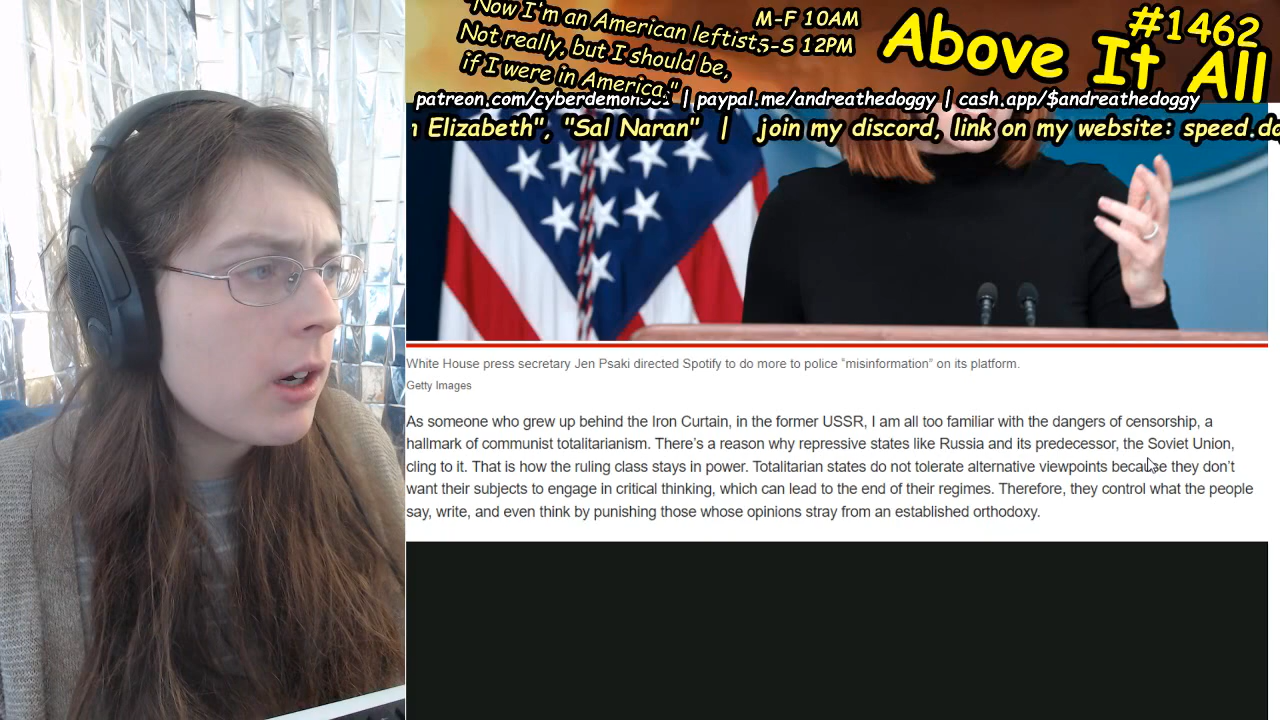 "Now I'm an American leftist.
Not really, but I should be,
if I were in America."
M-F 10AM
S-S 12PM
Above It All
#1462
| paypal.me/andreathedoggy | cash.app/$andreathedoggy
Elizabeth", "Sal Naran" | join my discord, link on my website:
White House press secretary Jen Psaki directed Spotify to do more to police “misinformation” on its platform.
Getty Images
As someone who grew up behind the Iron Curtain, in the former USSR, I am all too familiar with the dangers of censorship, a
hallmark of communist totalitarianism. There’s a reason why repressive states like Russia and its predecessor, the Soviet Union,
cling to it. That is how the ruling class stays in power. Totalitarian states do not tolerate alternative viewpoints because they don’t
want their subjects to engage in critical thinking, which can lead to the end of their regimes. Therefore, they control what the people
say, write, and even think by punishing those whose opinions stray from an established orthodoxy.